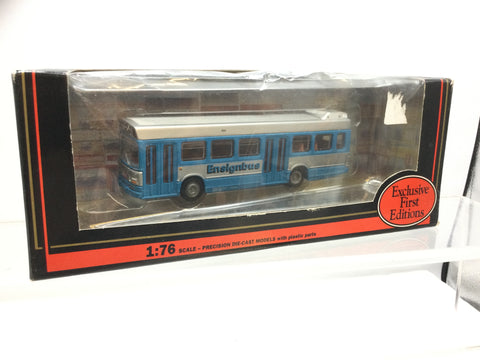 Ensignbus
Exclusive
First
Editions
1:76 SCALE – PRECISION DIE-CAST MODELS with plastic parts